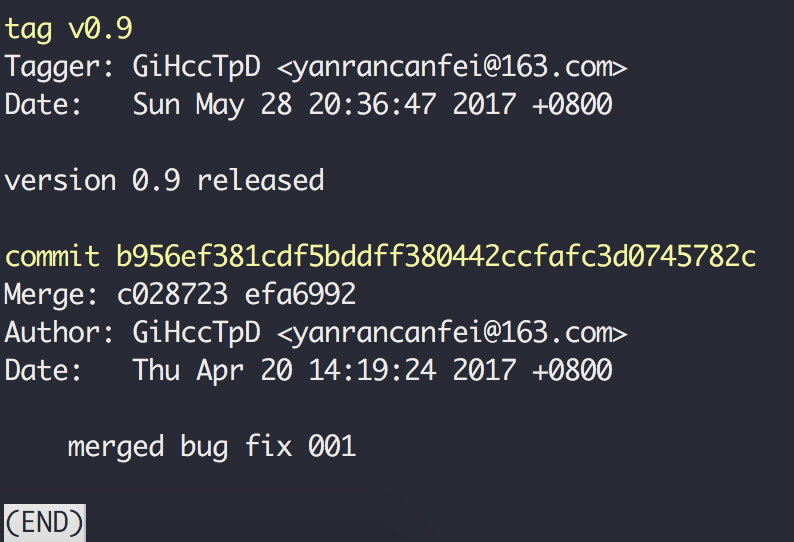 tag v0.9
Tagger: GiHccTpD <yanrancanfei@163.com>
Date:   Sun May 28 20:36:47 2017 +0800
version 0.9 released
commit b956ef381cdf5bddff380442ccfafc3d0745782c
Merge: c028723 efa6992
Author: GiHccTpD <yanrancanfei@163.com>
Date:   Thu Apr 20 14:19:24 2017 +0800
    merged bug fix 001
(END)